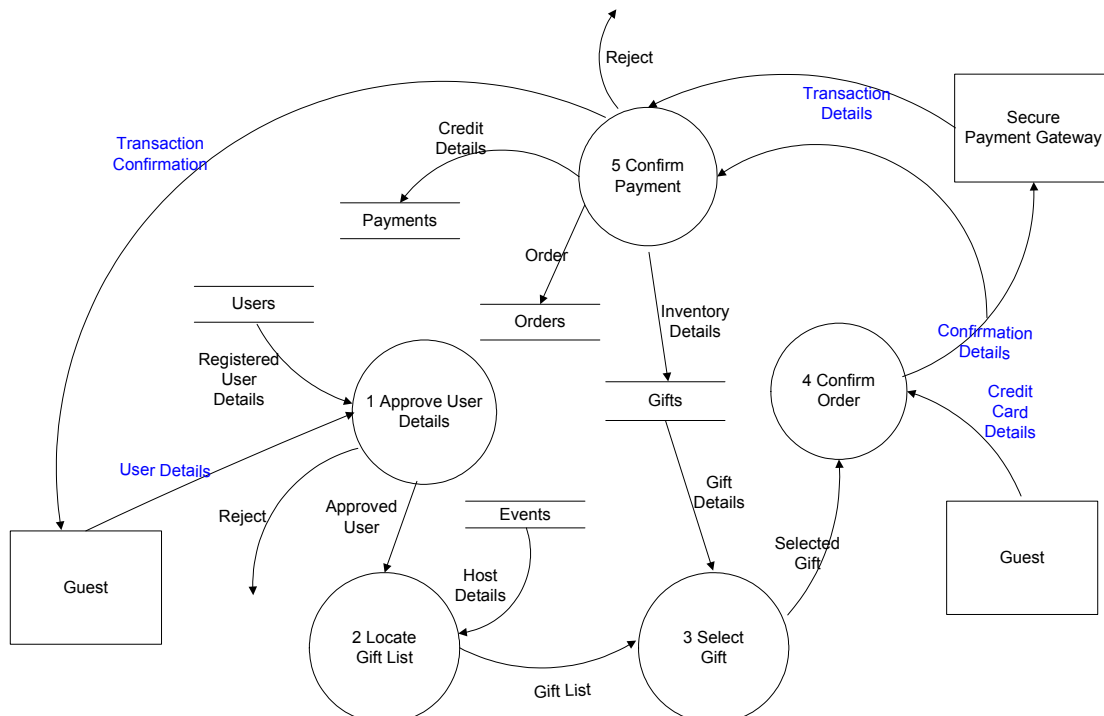 Reject
Transaction
Details
Secure
Payment Gateway
Transaction
Confirmation
Credit
Details
5 Confirm
Payment
Payments
Order
Users
Orders
Inventory
Details
Registered
User
Details
Confirmation
Details
1 Approve User
Details
Gifts
4 Confirm
Order
Credit
Card
Details
User Details
Gift
Details
Reject
Approved
User
Events
Selected
Gift
Guest
Host
Details
Guest
2 Locate
Gift List
3 Select
Gift
Gift List